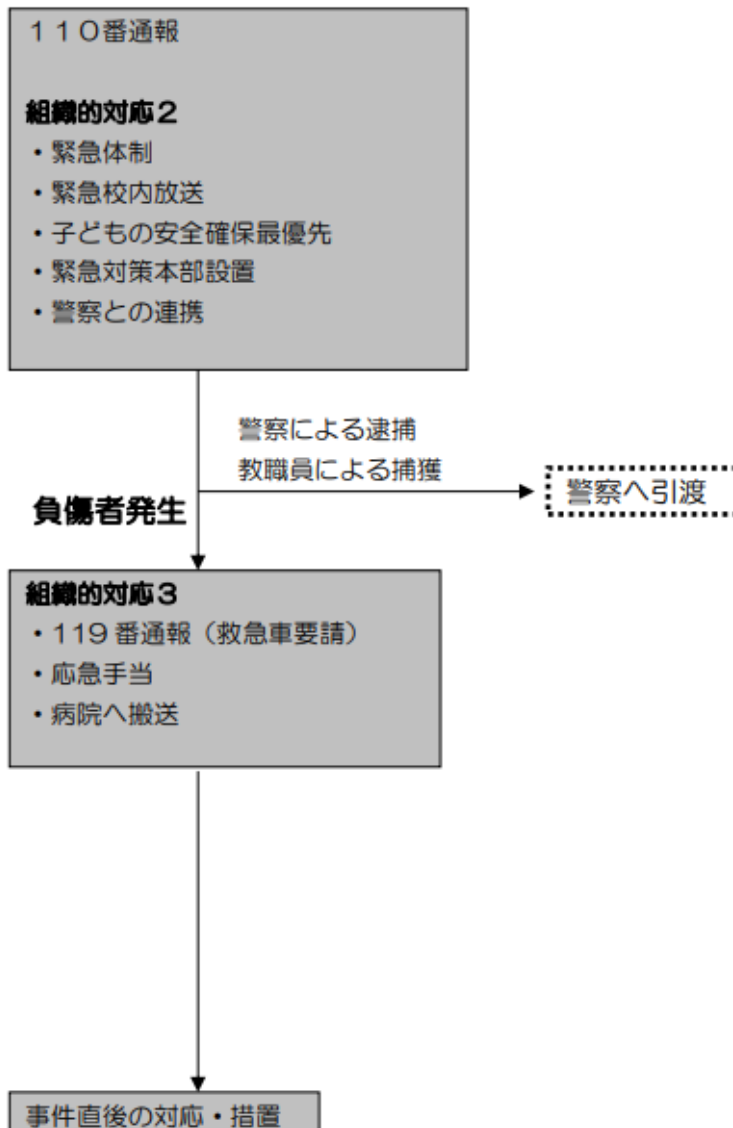 １１０番通報
組織的対応２
・緊急体制
・緊急校内放送
・子どもの安全確保最優先
・緊急対策本部設置
・警察との連携
警察による逮捕
教職員による捕獲
警察へ引渡
負傷者発生
組織的対応３
・119 番通報（救急車要請）
・応急手当
・病院へ搬送
事件直後の対応・措置